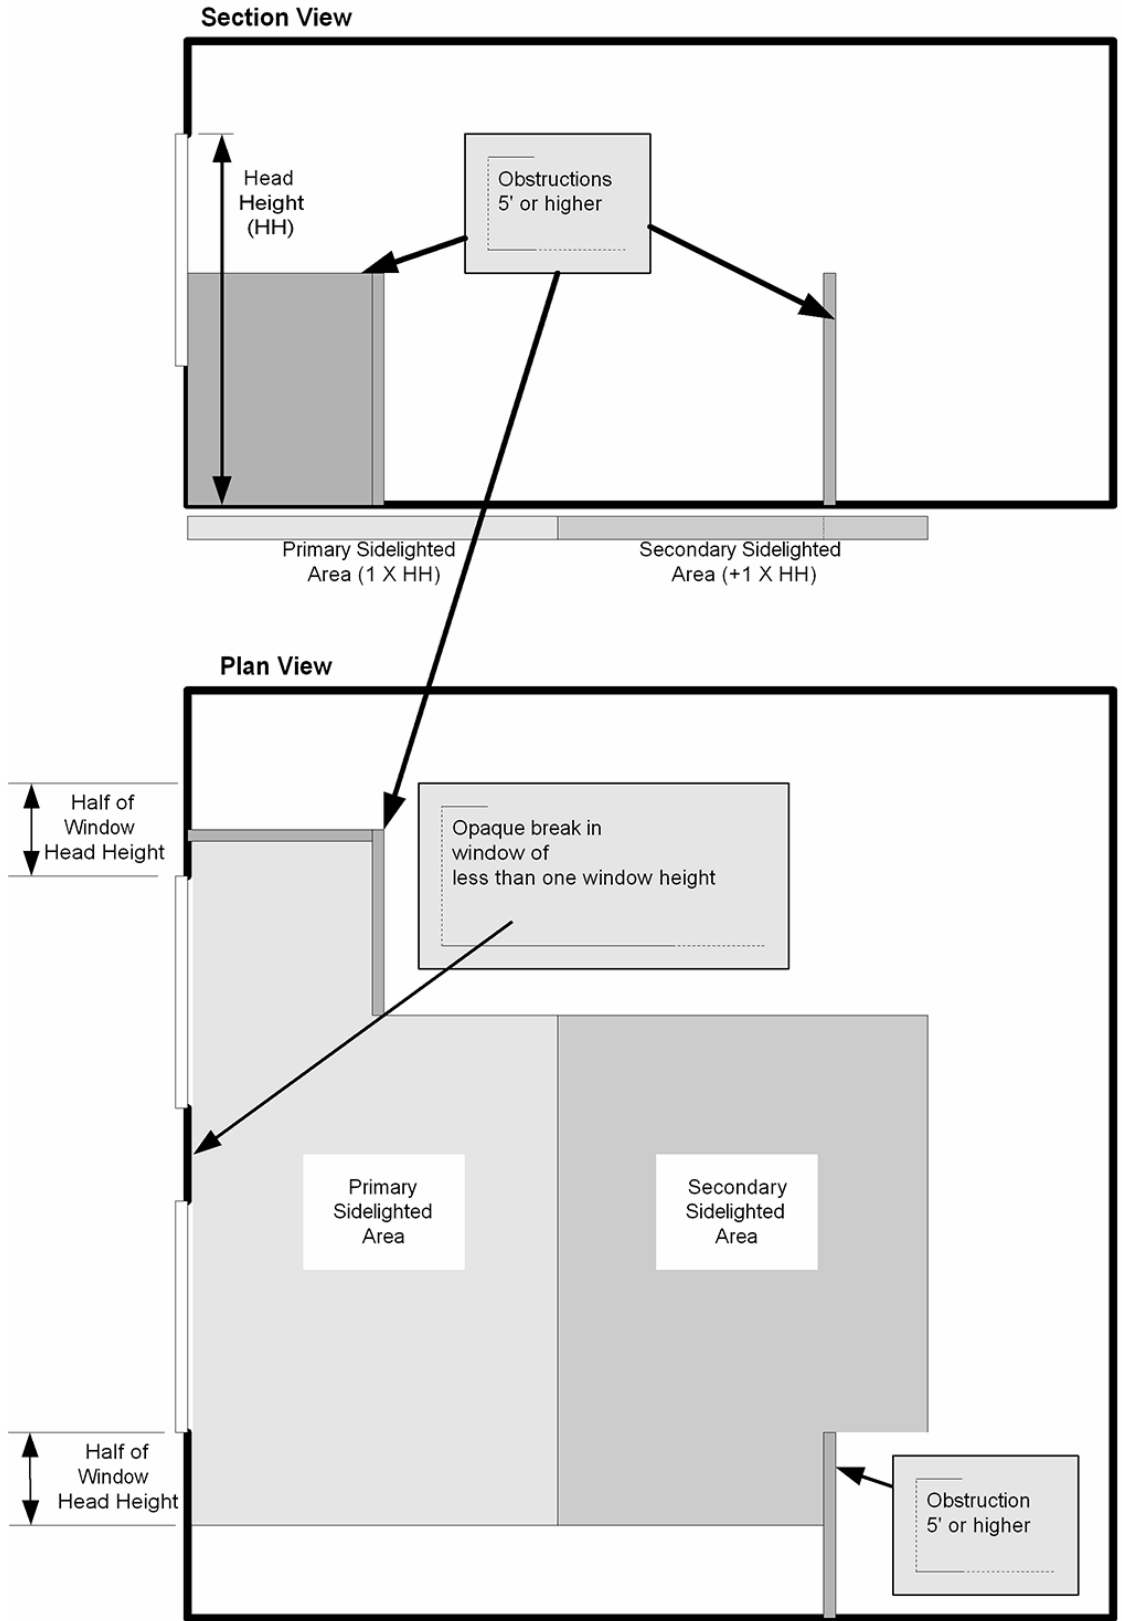 Section View
Head
Height
(HH)
Obstructions
5' or higher
Primary Sidelighted
Area (1 X HH)
Secondary Sidelighted
Area (+1 X HH)
Plan View
Half of
Window
Head Height
Opaque break in
window of
less than one window height
Primary
Sidelighted
Area
Secondary
Sidelighted
Area
Half of
Window
Head Height
Obstruction
5' or higher